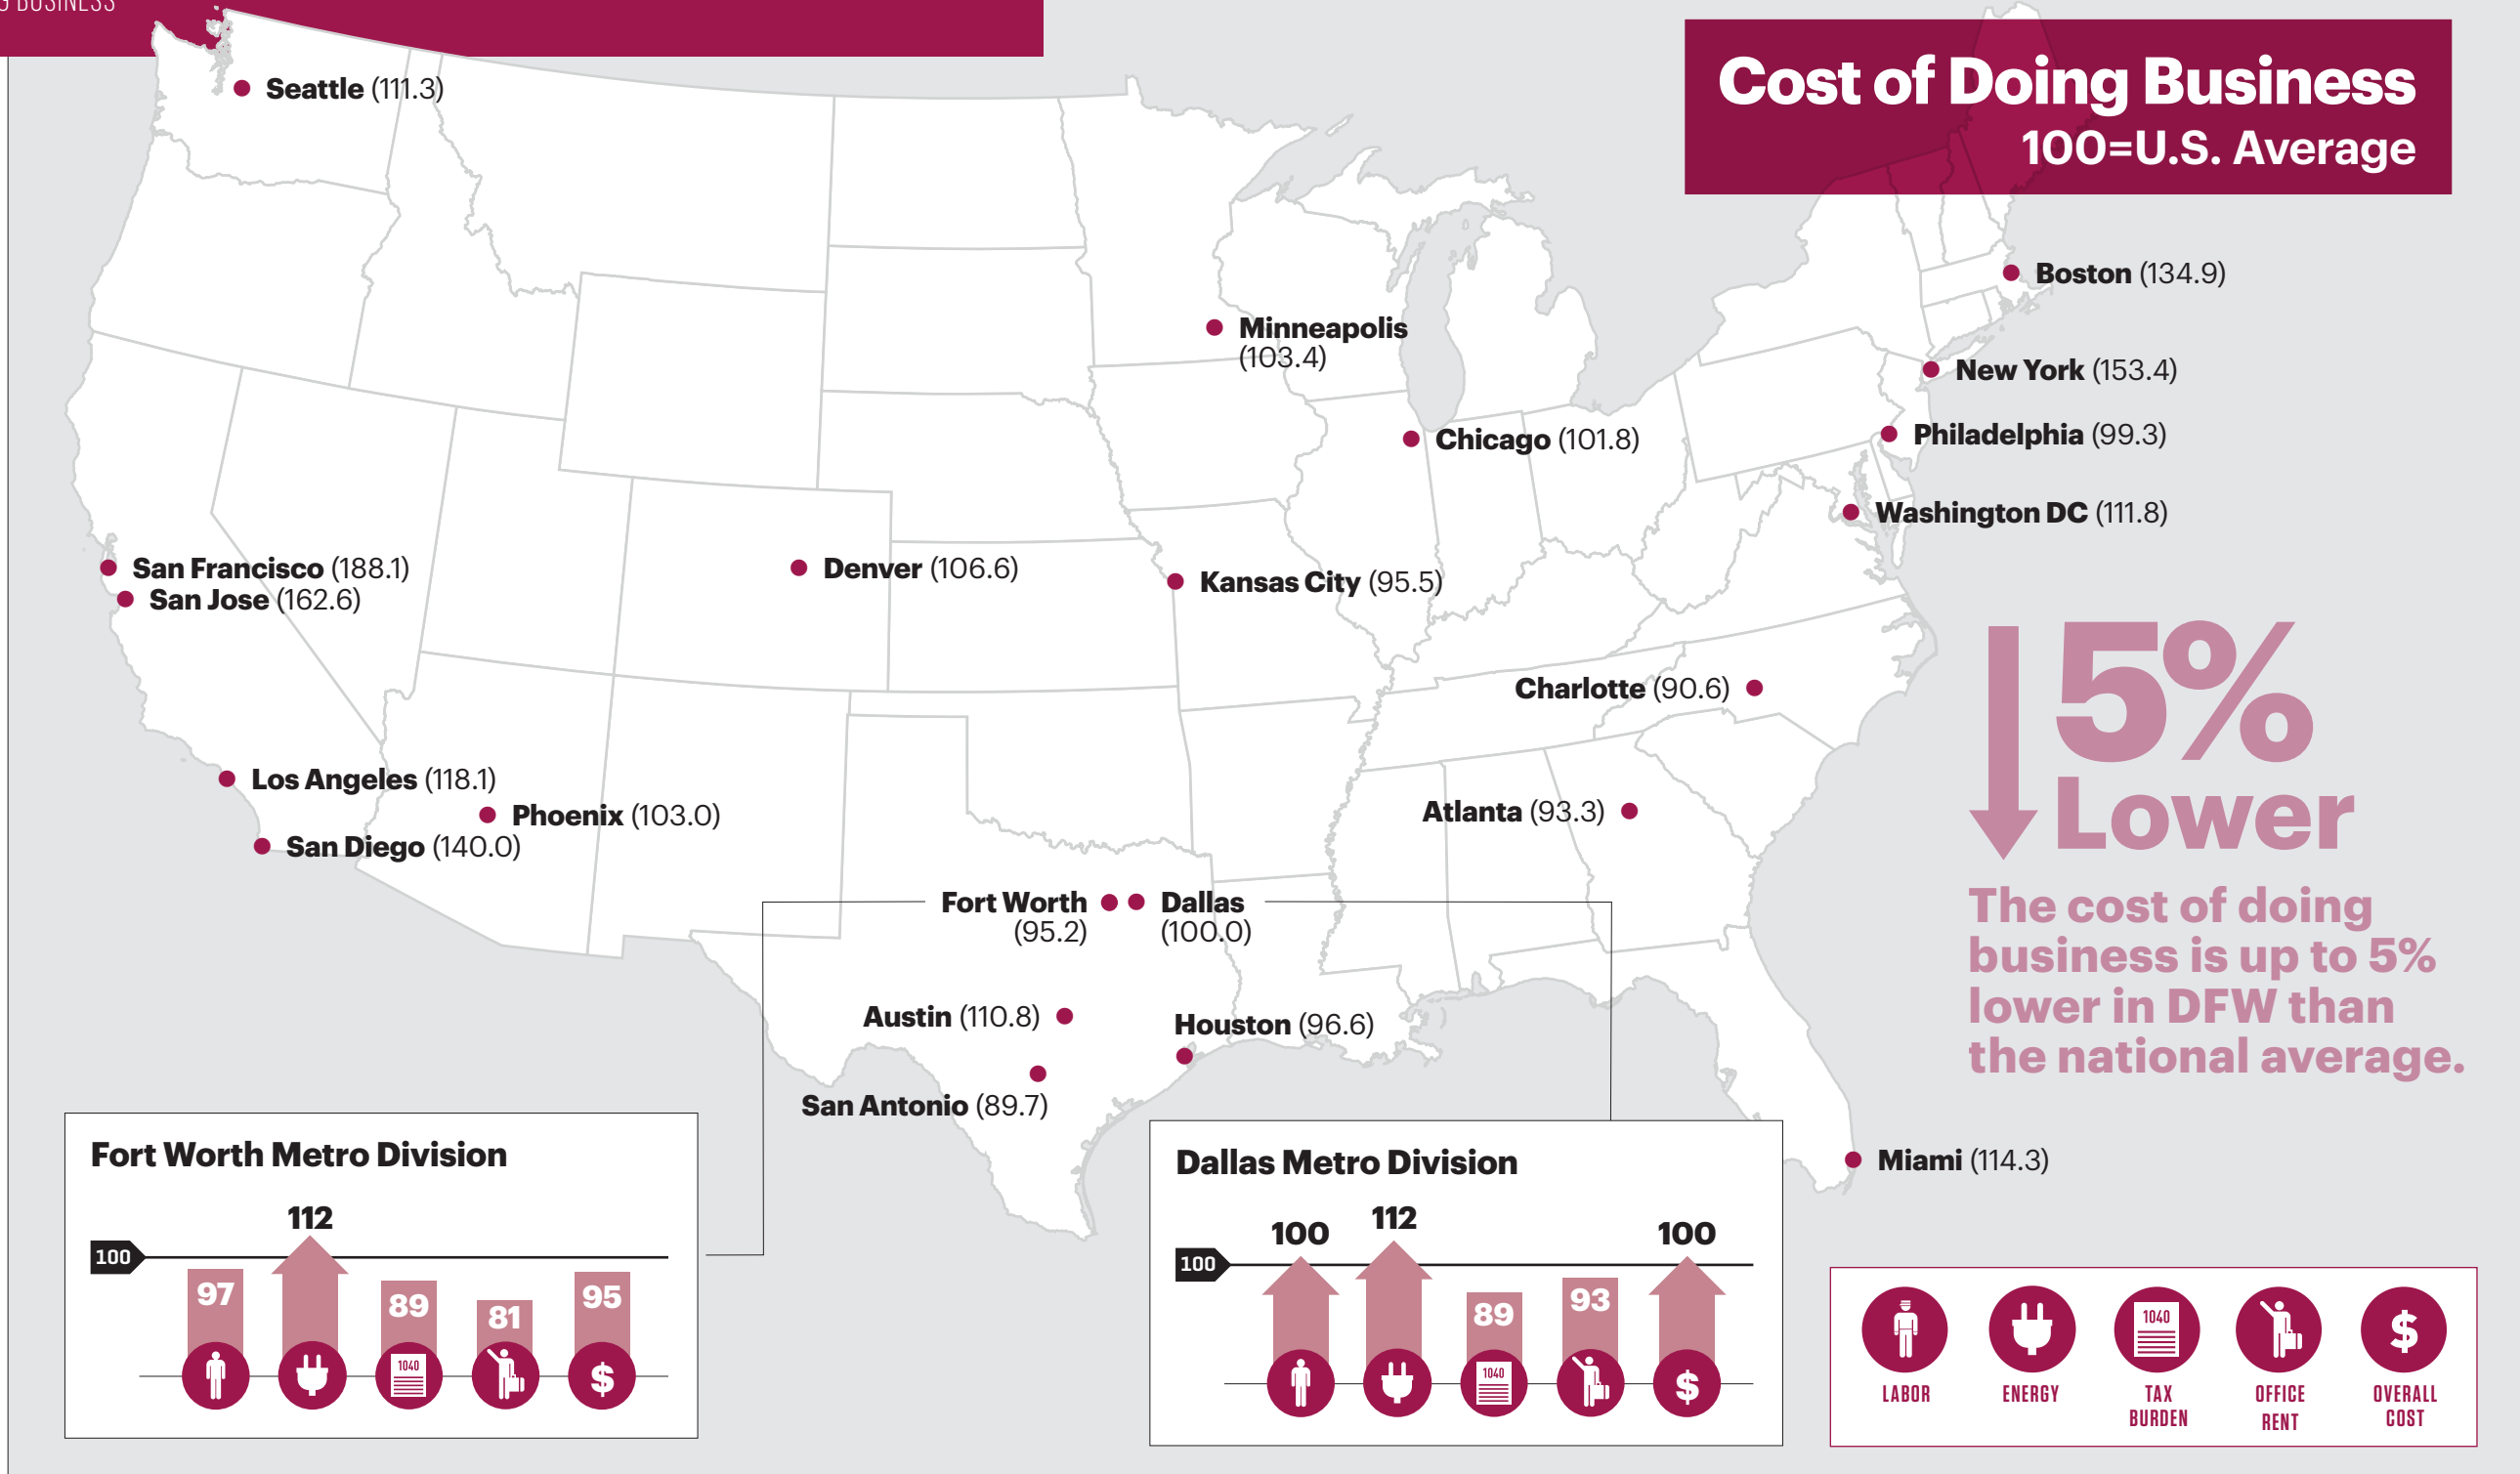 G BUSINESS
Cost of Doing Business
100=U.S. Average
Seattle (111.3)
Boston (134.9)
Minneapolis
(103.4)
New York (153.4)
Chicago (101.8)
Philadelphia (99.3)
Washington DC (111.8)
San Francisco (188.1)
San Jose (162.6)
Denver (106.6)
Kansas City (95.5)
Charlotte (90.6)
Los Angeles (118.1)
Phoenix (103.0)
San Diego (140.0)
Atlanta (93.3)
Fort Worth
(95.2)
Dallas
(100.0)
Austin (110.8)
Houston (96.6)
San Antonio (89.7)
Miami (114.3)
5%
Lower
The cost of doing
business is up to 5%
lower in DFW than
the national average.
Fort Worth Metro Division
112
100
97
89
81
95
1040
$
Dallas Metro Division
100
112
100
100
89
93
1040
$
1040
$
LABOR
ENERGY
TAX
BURDEN
OFFICE
RENT
OVERALL
COST